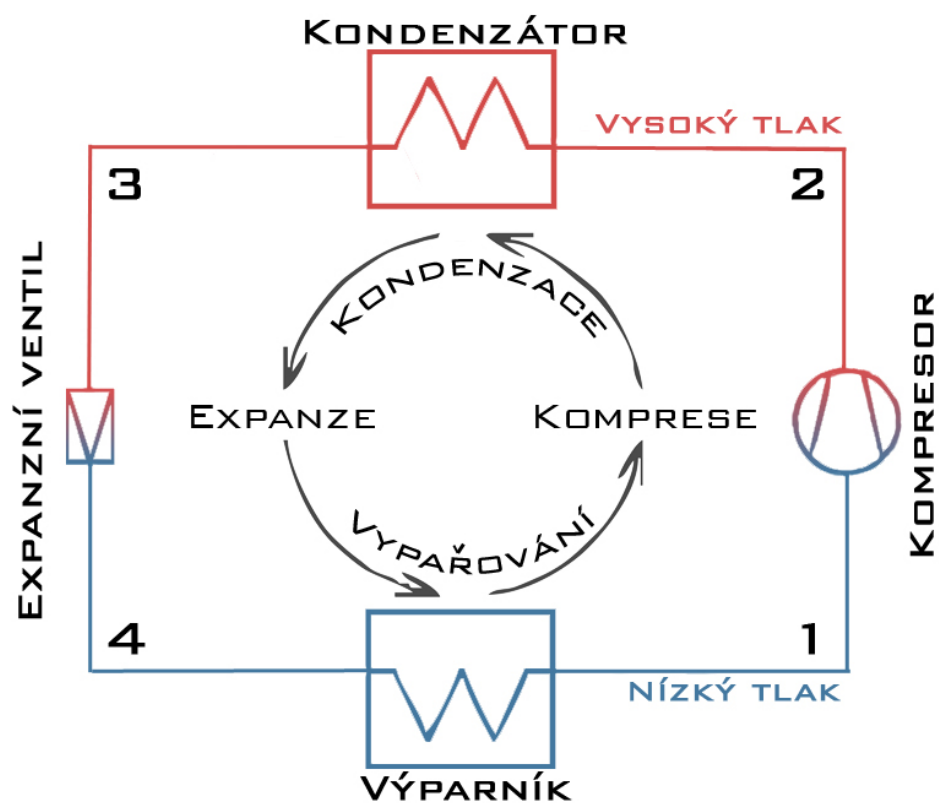 Kondenzátor
Vysoký tlak
3
2
Kondenzace
Expanzní ventil
Expanze
Komprese
Kompresor
Vypařování
4
1
Nízký tlak
Výparník